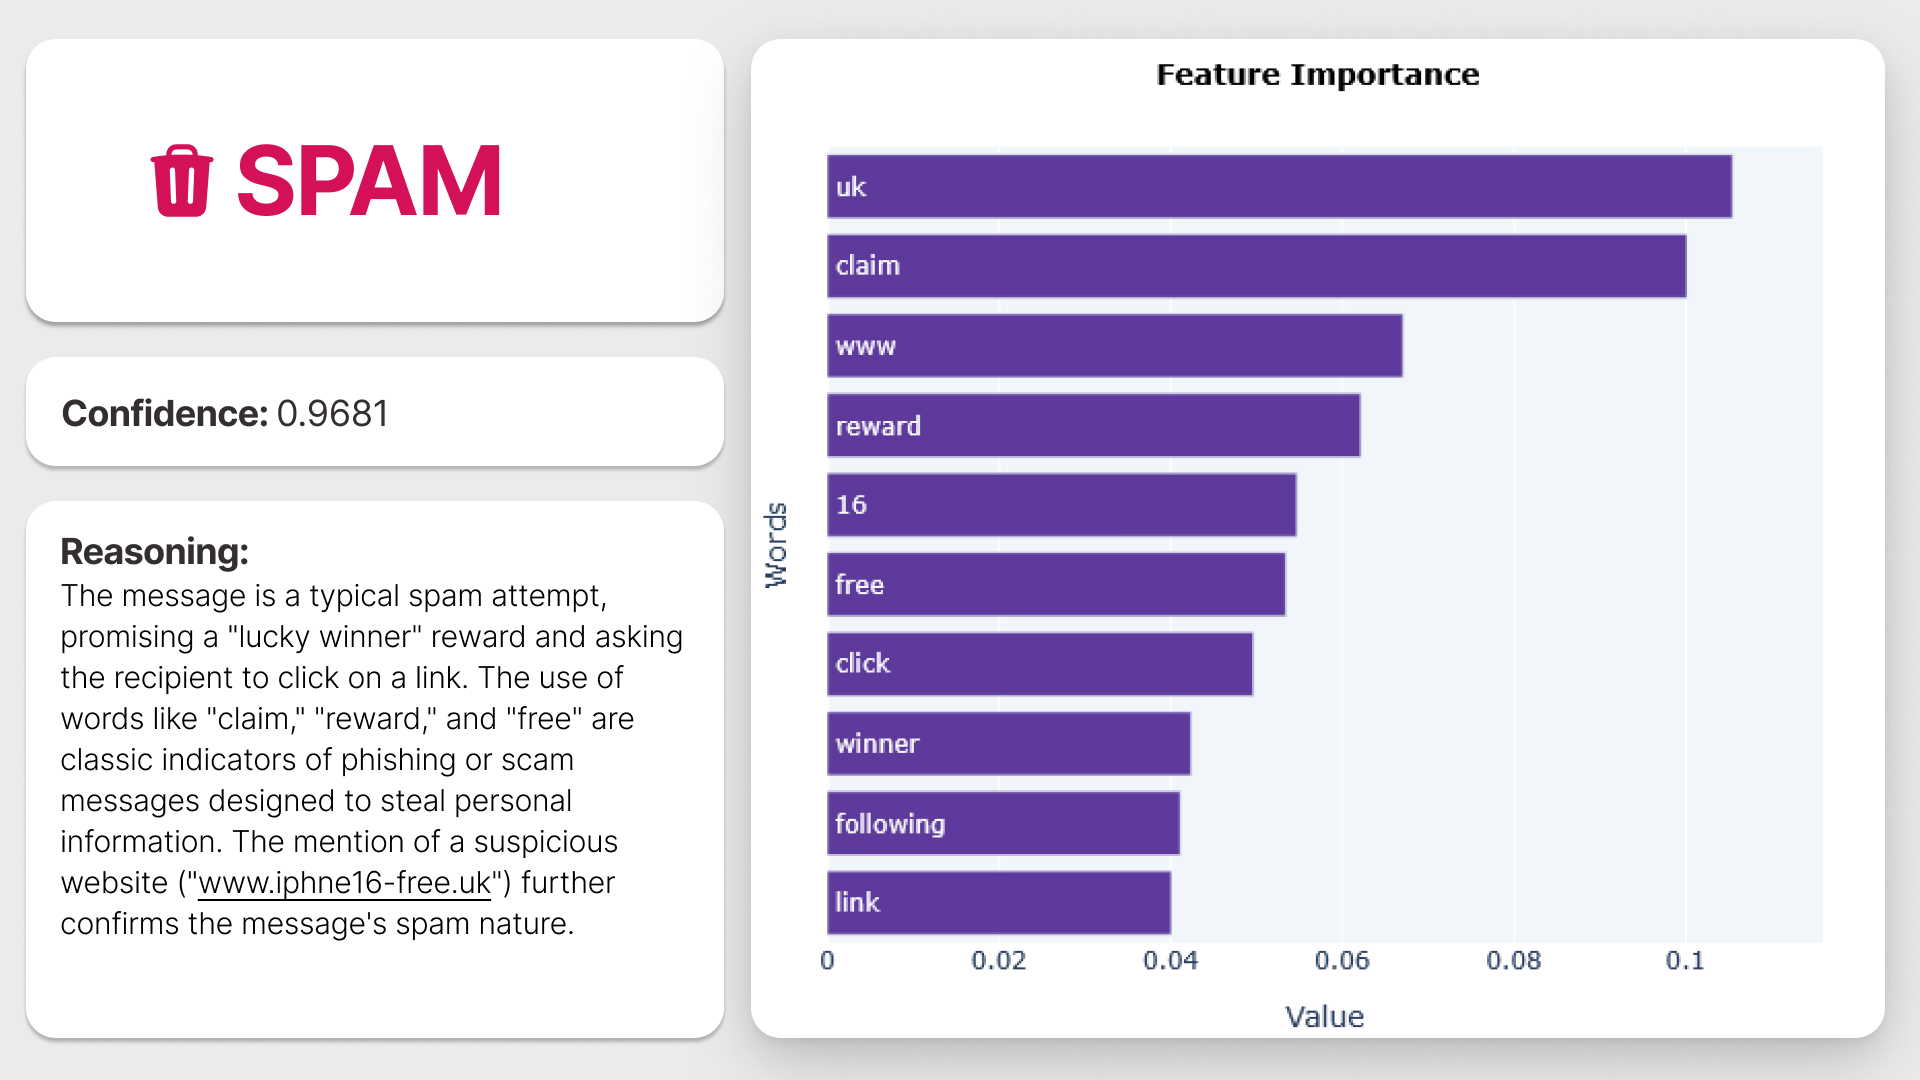 SPAM
Confidence: 0.9681
Reasoning:
The message is a typical spam attempt,
promising a "lucky winner" reward and asking
the recipient to click on a link. The use of
words like "claim," "reward," and "free" are
classic indicators of phishing or scam
messages designed to steal personal
information. The mention of a suspicious
website ("www.iphne16-free.uk") further
confirms the message's spam nature.
Feature Importance
Words
uk
claim
www
reward
16
free
click
winner
following
link
0 0.02 0.04 0.06 0.08 0.1
Value